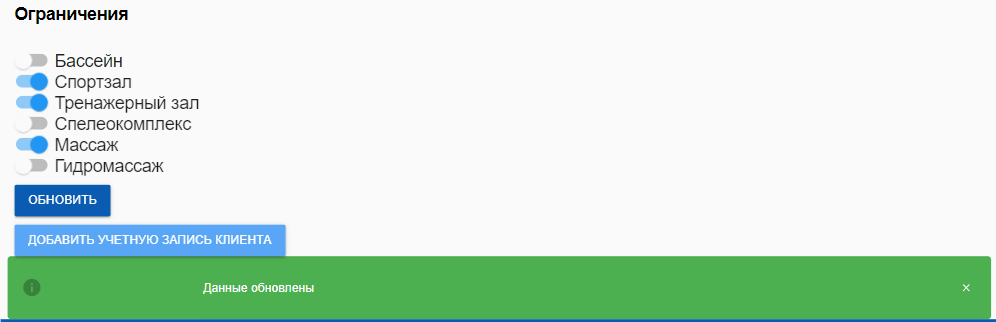 Ограничения
Бассейн
Спортзал
Тренажерный зал
Спелеокомплекс
Массаж
Гидромассаж
ОБНОВИТЬ
ДОБАВИТЬ УЧЕТНУЮ ЗАПИСЬ КЛИЕНТА
Данные обновлены